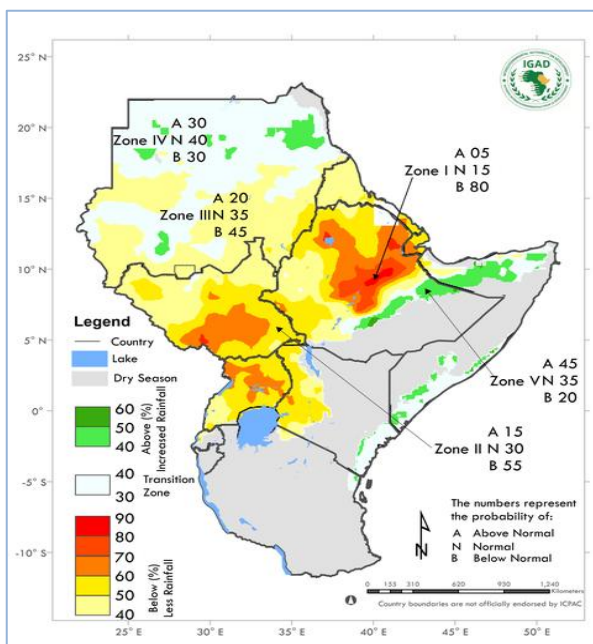 25° N
20° N
15° N
10° N
5° N
0°
-5° S
-10° S
IGAD
A 30
Zone IV N 40
B 30
A 05
Zone I N 15
B 80
A 20
Zone III N 35
B 45
A 45
Zone V N 35
B 20
A 15
Zone II N 30
B 55
Legend
Country
Lake
Dry Season
60
50
40
Above (%)
Increased Rainfall
40
30
Transition
Zone
90
80
70
60
50
40
Below (%)
Less Rainfall
The numbers represent
the probability of:
A Above Normal
N Normal
B Below Normal
N
0 155 310 620 930 1,240
Kilometers
Country boundaries are not officially endorsed by ICPAC
25° E 30° E 35° E 40° E 45° E 50° E